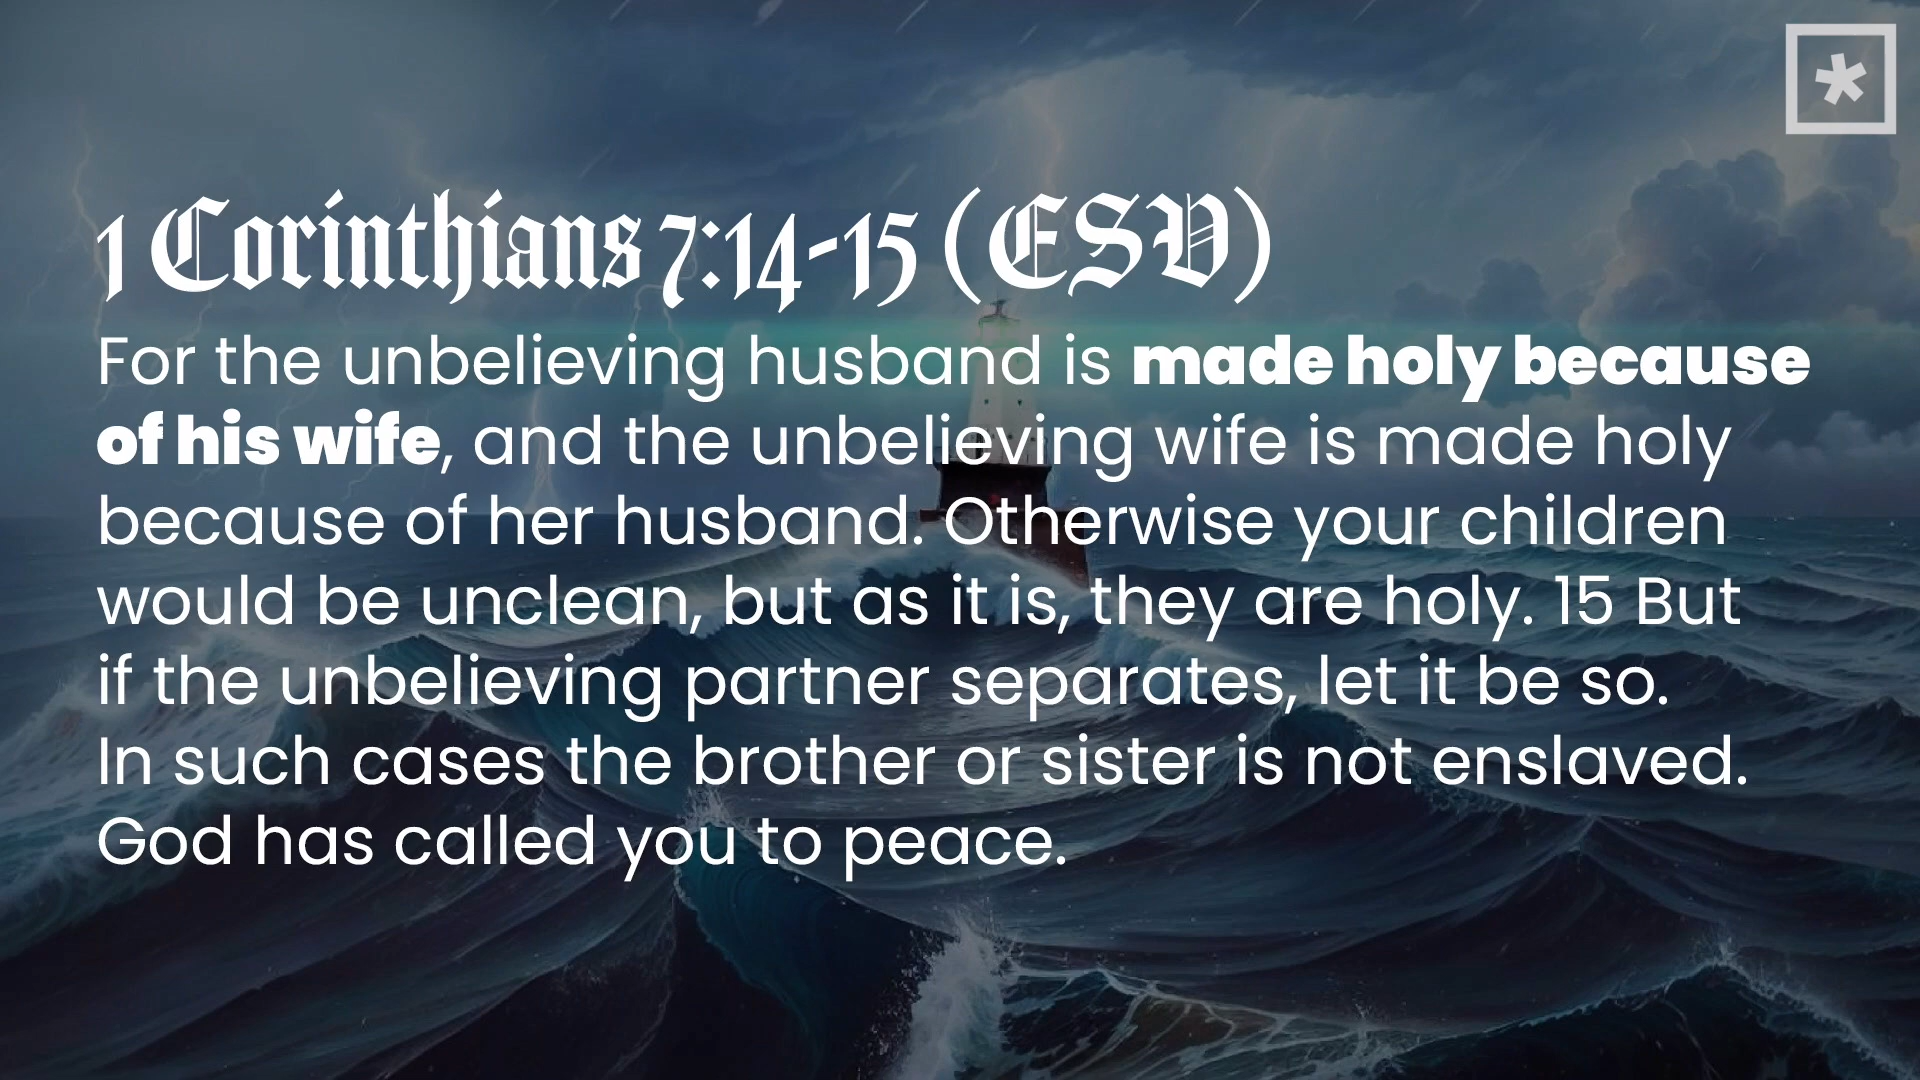 1 Corinthians 7:14-15 (ESV)
For the unbelieving husband is made holy because
of his wife, and the unbelieving wife is made holy
because of her husband. Otherwise your children
would be unclean, but as it is, they are holy. 15 But
if the unbelieving partner separates, let it be so.
In such cases the brother or sister is not enslaved.
God has called you to peace.